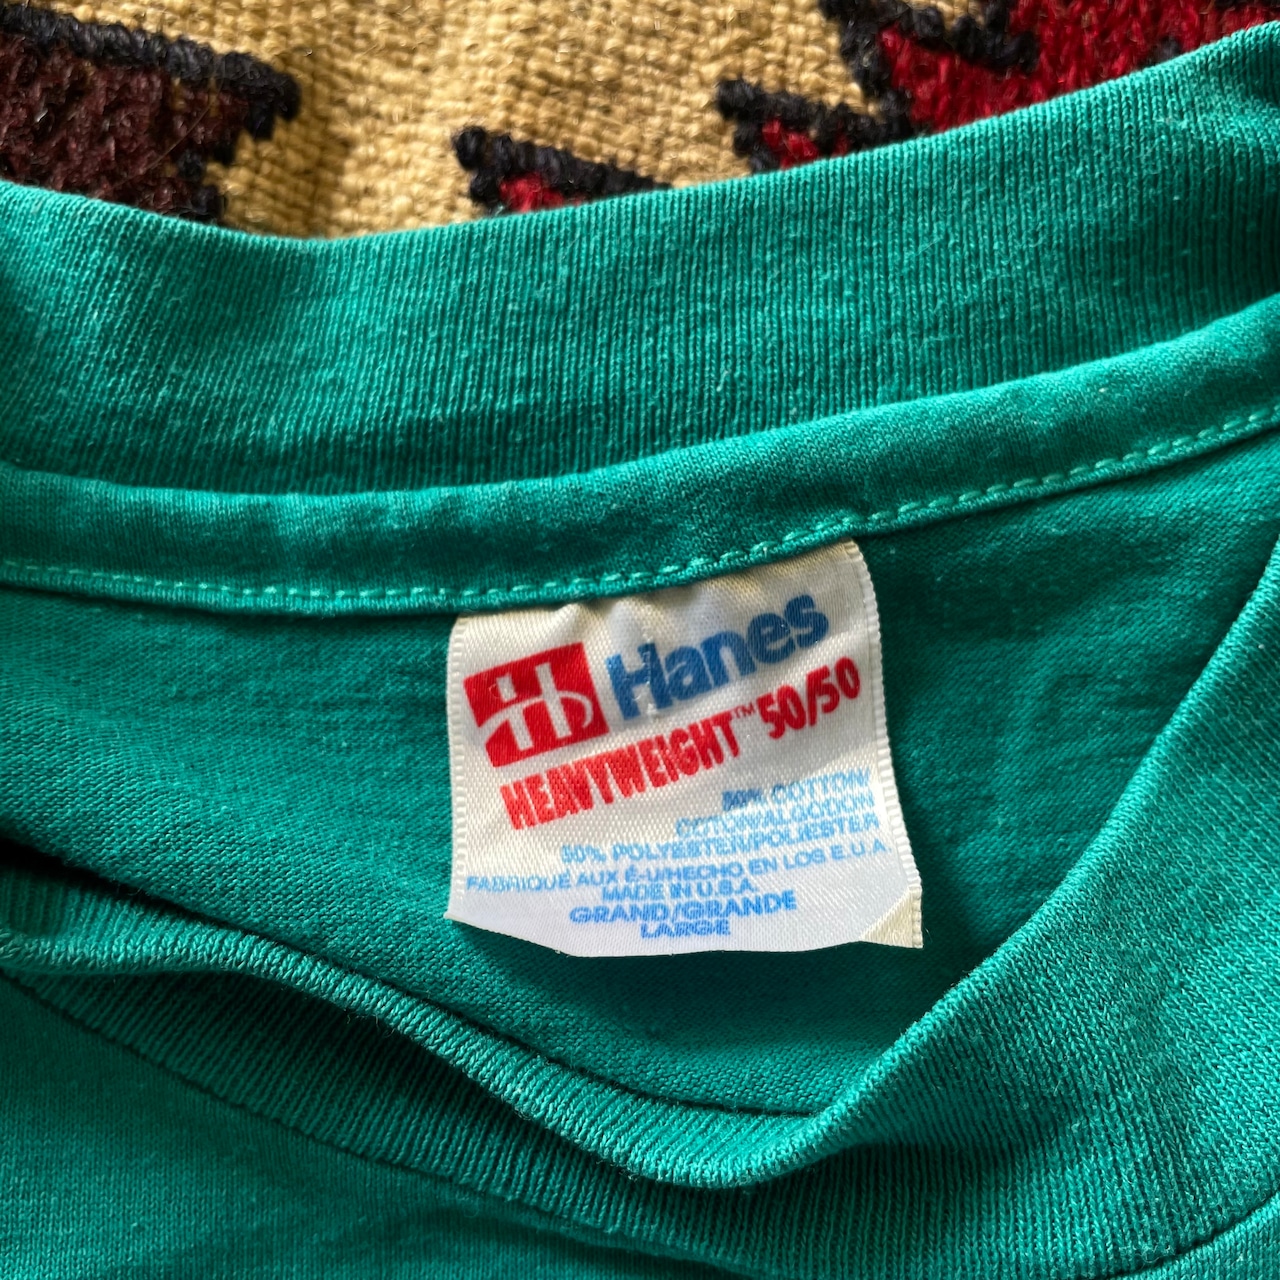 Hanes
HEAVYWEIGHT™ 50/50
50% COTTON/
COTON/ALGODON
50% POLYESTER/POLIESTER
FABRIQUÉ AUX É-U/HECHO EN LOS E.U.A
MADE IN U.S.A.
GRAND/GRANDE
LARGE